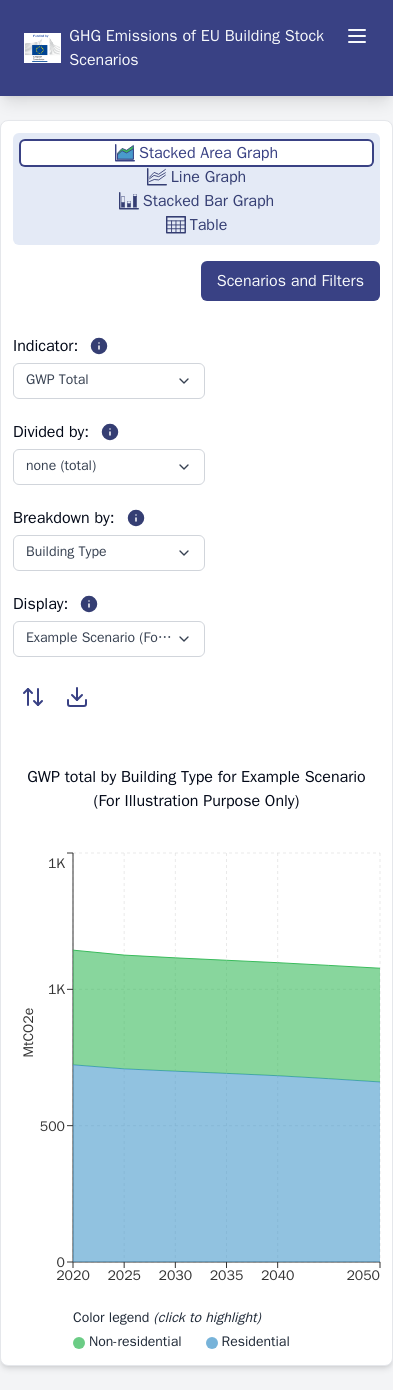 GHG Emissions of EU Building Stock
Scenarios
Stacked Area Graph
Line Graph
Stacked Bar Graph
Table
Scenarios and Filters
Indicator:
GWP Total
Divided by:
none (total)
Breakdown by:
Building Type
Display:
Example Scenario (Fo···
GWP total by Building Type for Example Scenario
(For Illustration Purpose Only)
1K
1K
MtCO2e
500
0
2020 2025 2030 2035 2040 2050
Color legend (click to highlight)
Non-residential Residential